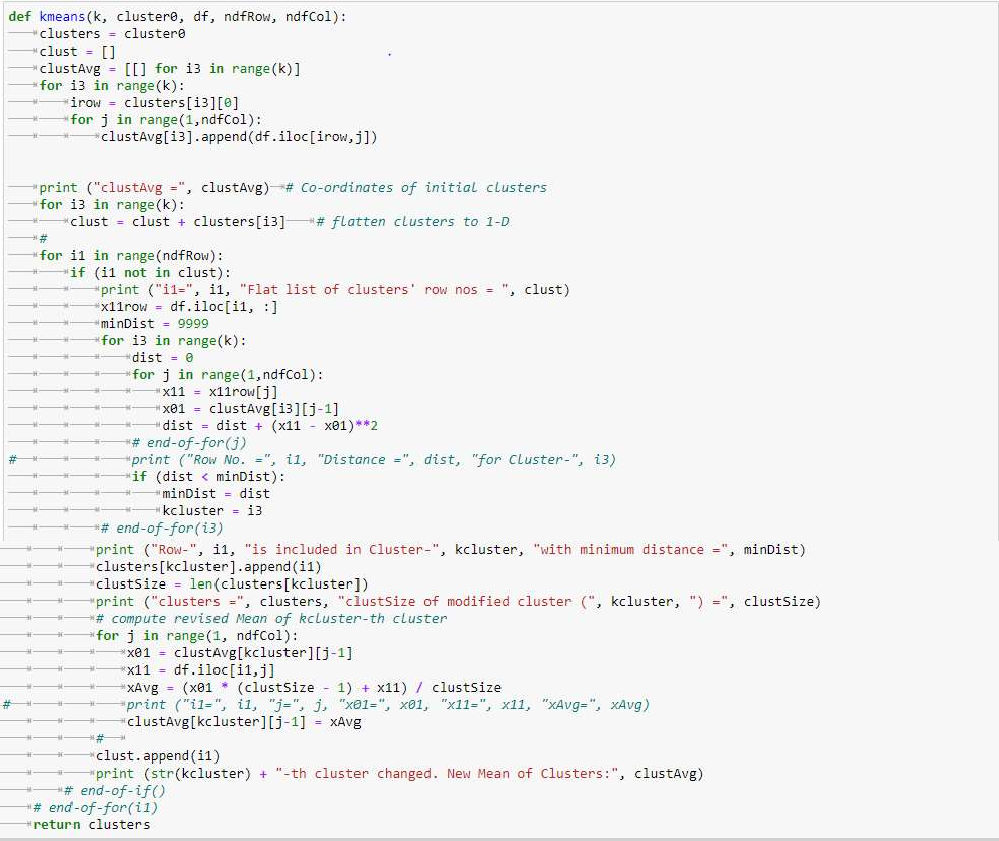 def kmeans(k, cluster0, df, ndfRow, ndfCol):
clusters = cluster0
clust = []
clustAvg = [[] for i3 in range(k)]
for i3 in range(k):
irow = clusters[i3][0]
for j in range(1,ndfCol):
clustAvg[i3].append(df.iloc[irow,j])
print ("clustAvg =", clustAvg) # Co-ordinates of initial clusters
for i3 in range(k):
clust = clust + clusters[i3] # flatten clusters to 1-D
#
for i1 in range(ndfRow):
if (i1 not in clust):
print ("i1=", i1, "Flat list of clusters' row nos = ", clust)
x11row = df.iloc[i1, :]
minDist = 9999
for i3 in range(k):
dist = 0
for j in range(1,ndfCol):
x11 = x11row[j]
x01 = clustAvg[i3][j-1]
dist = dist + (x11 - x01)**2
# end-of-for(j)
# print ("Row No. =", i1, "Distance =", dist, "for Cluster-", i3)
if (dist < minDist):
minDist = dist
kcluster = i3
# end-of-for(i3)
print ("Row-", i1, "is included in Cluster-", kcluster, "with minimum distance =", minDist)
clusters[kcluster].append(i1)
clustSize = len(clusters[kcluster])
print ("clusters =", clusters, "clustSize of modified cluster (", kcluster, ") =", clustSize)
# compute revised Mean of kcluster-th cluster
for j in range(1, ndfCol):
x01 = clustAvg[kcluster][j-1]
x11 = df.iloc[i1,j]
xAvg = (x01 * (clustSize - 1) + x11) / clustSize
# print ("i1=", i1, "j=", j, "x01=", x01, "x11=", x11, "xAvg=", xAvg)
clustAvg[kcluster][j-1] = xAvg
#
clust.append(i1)
print (str(kcluster) + "-th cluster changed. New Mean of Clusters:", clustAvg)
# end-of-if()
# end-of-for(i1)
return clusters